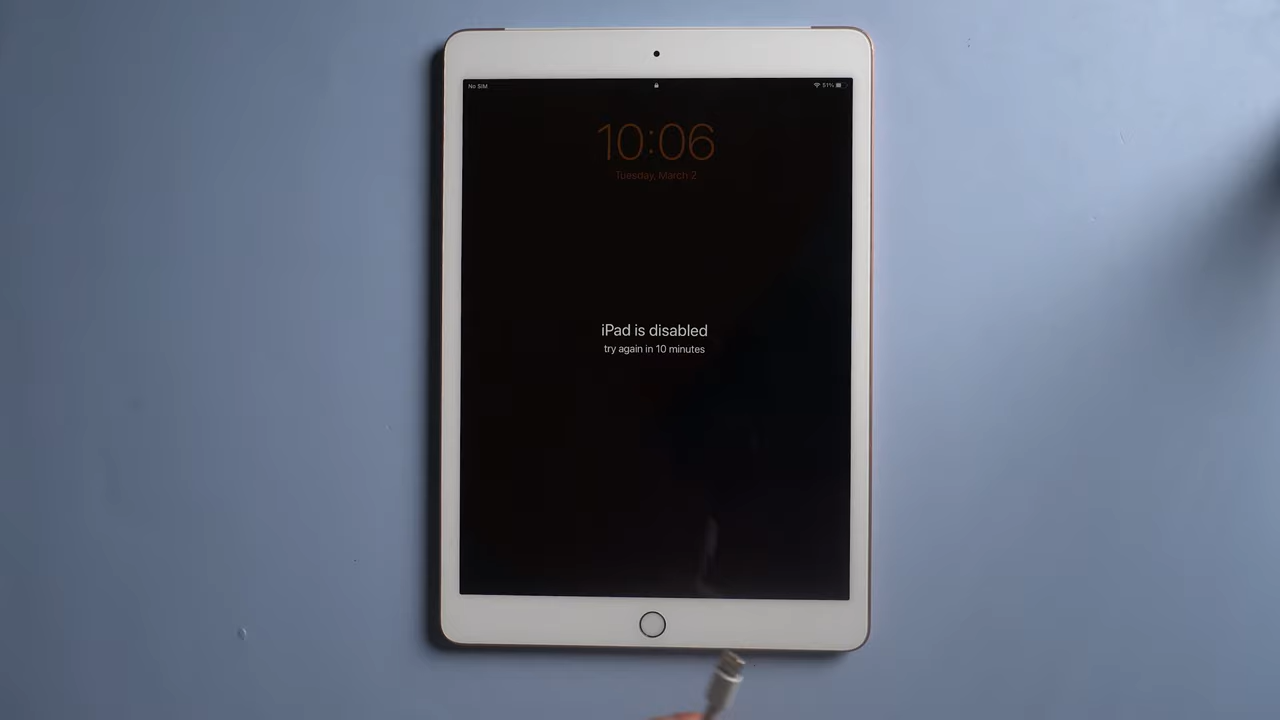 No SIM
51%
10:06
Tuesday, March 2
iPad is disabled
try again in 10 minutes